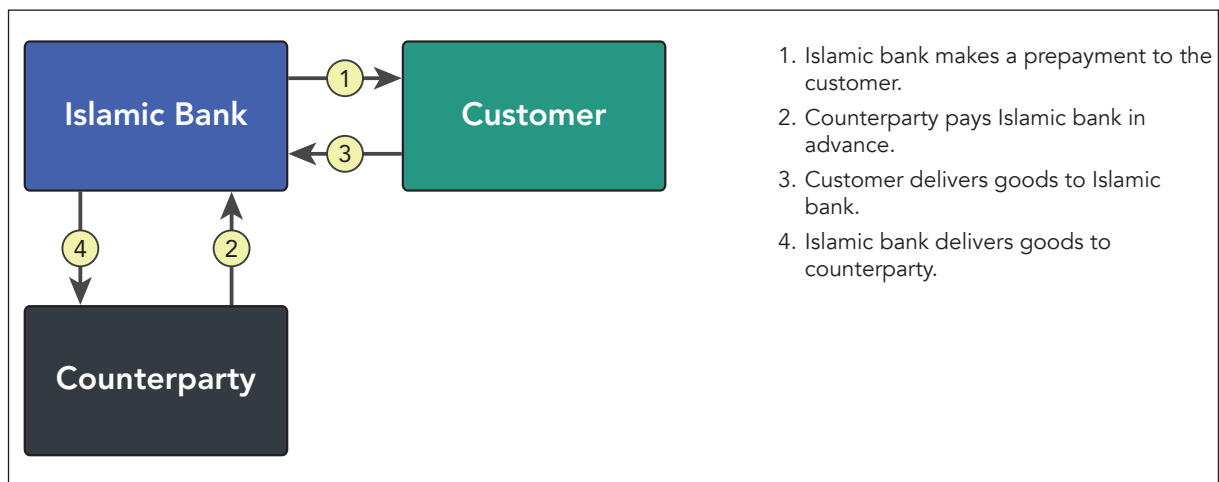 Islamic Bank
Customer
1
3
4
2
Counterparty
1. Islamic bank makes a prepayment to the
customer.
2. Counterparty pays Islamic bank in
advance.
3. Customer delivers goods to Islamic
bank.
4. Islamic bank delivers goods to
counterparty.